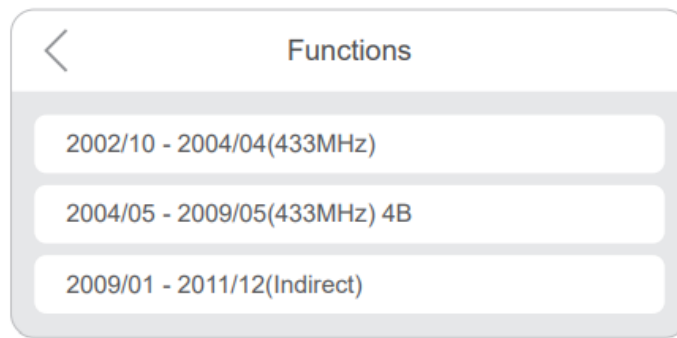 Functions
2002/10 - 2004/04(433MHz)
2004/05 - 2009/05(433MHz) 4B
2009/01 - 2011/12(Indirect)